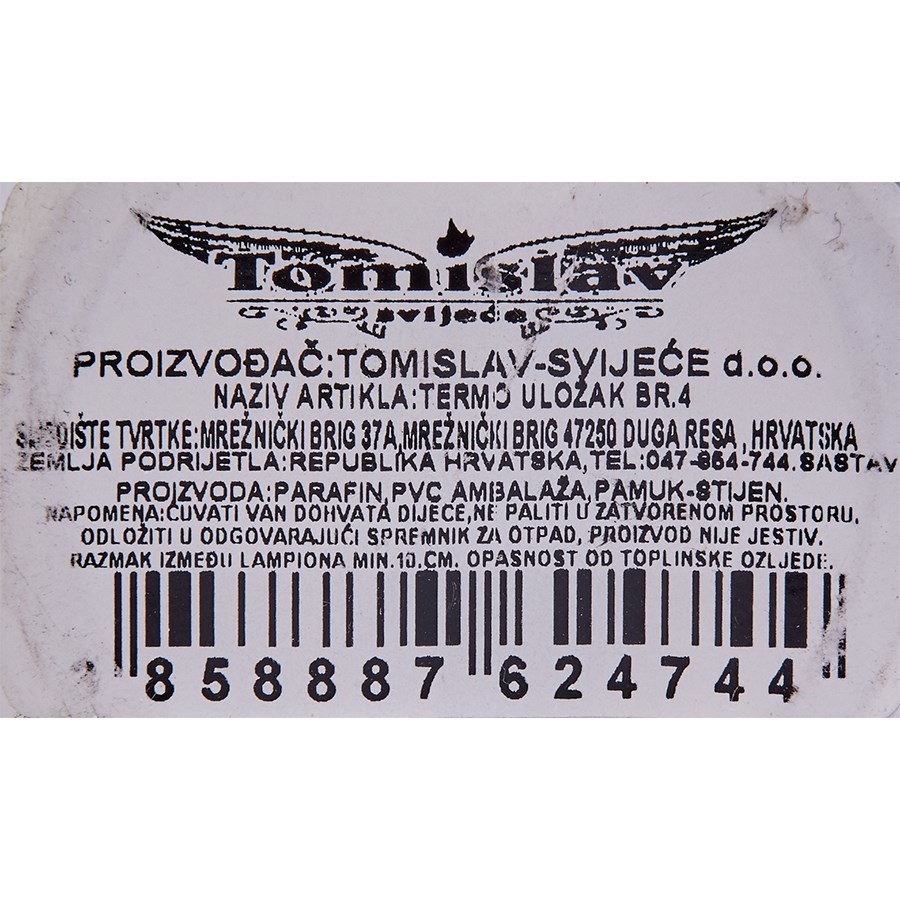 Tomislav
svijeće
PROIZVOĐAČ:TOMISLAV-SVIJEĆE d.o.o.
NAZIV ARTIKLA:TERMO ULOŽAK BR.4
SJEDIŠTE TVRTKE:MREŽNIČKI BRIG 37A,MREŽNIČKI BRIG 47250 DUGA RESA, HRVATSKA
ZEMLJA PODRIJETLA:REPUBLIKA HRVATSKA,TEL:047-864-744.SASTAV
PROIZVODA:PARAFIN,PVC AMBALAŽA,PAMUK-STIJEN.
NAPOMENA:ČUVATI VAN DOHVATA DIJECE,NE PALITI U ZATVORENOM PROSTORU,
ODLOŽITI U ODGOVARAJUĆI SPREMNIK ZA OTPAD, PROIZVOD NIJE JESTIV.
RAZMAK IZMEĐU LAMPIONA MIN.10.CM. OPASNOST OD TOPLINSKE OZLJEDE.
858887 624744